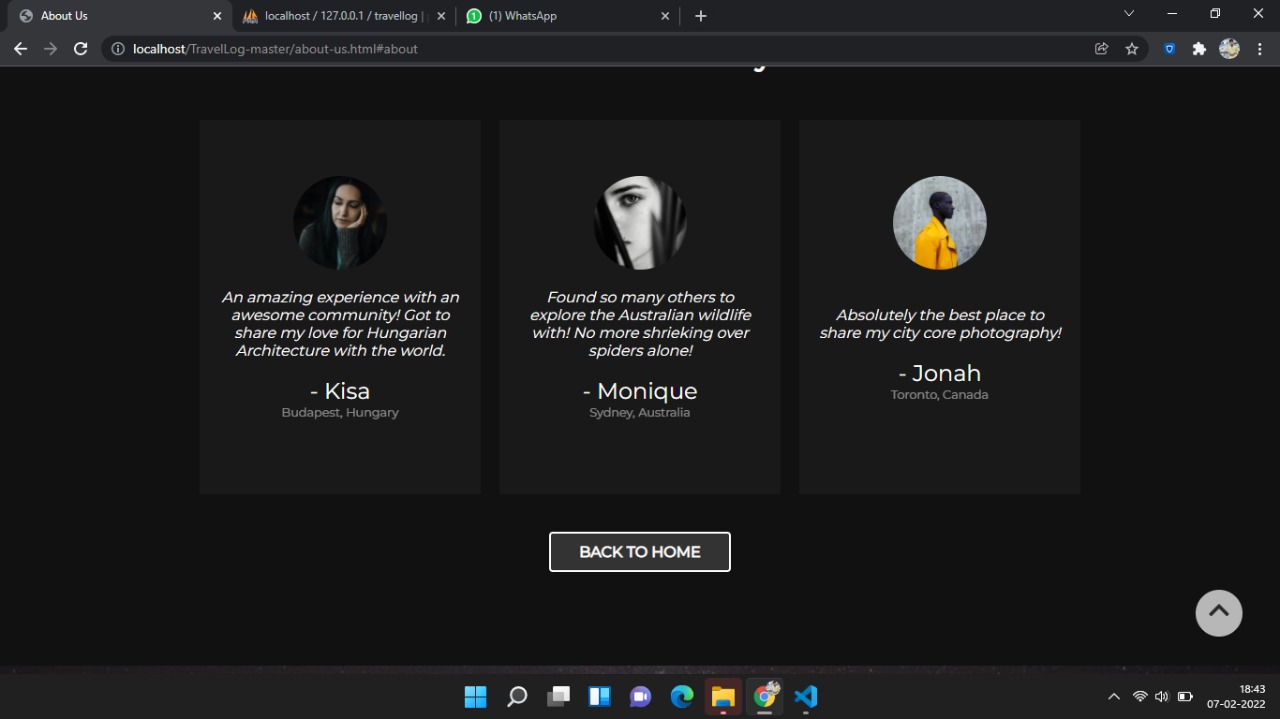 About Us
localhost / 127.0.0.1 / travellog |
(1) WhatsApp
localhost/TravelLog-master/about-us.html#about
An amazing experience with an
awesome community! Got to
share my love for Hungarian
Architecture with the world.
- Kisa
Budapest, Hungary
Found so many others to
explore the Australian wildlife
with! No more shrieking over
spiders alone!
- Monique
Sydney, Australia
Absolutely the best place to
share my city core photography!
- Jonah
Toronto, Canada
BACK TO HOME
18:43
07-02-2022